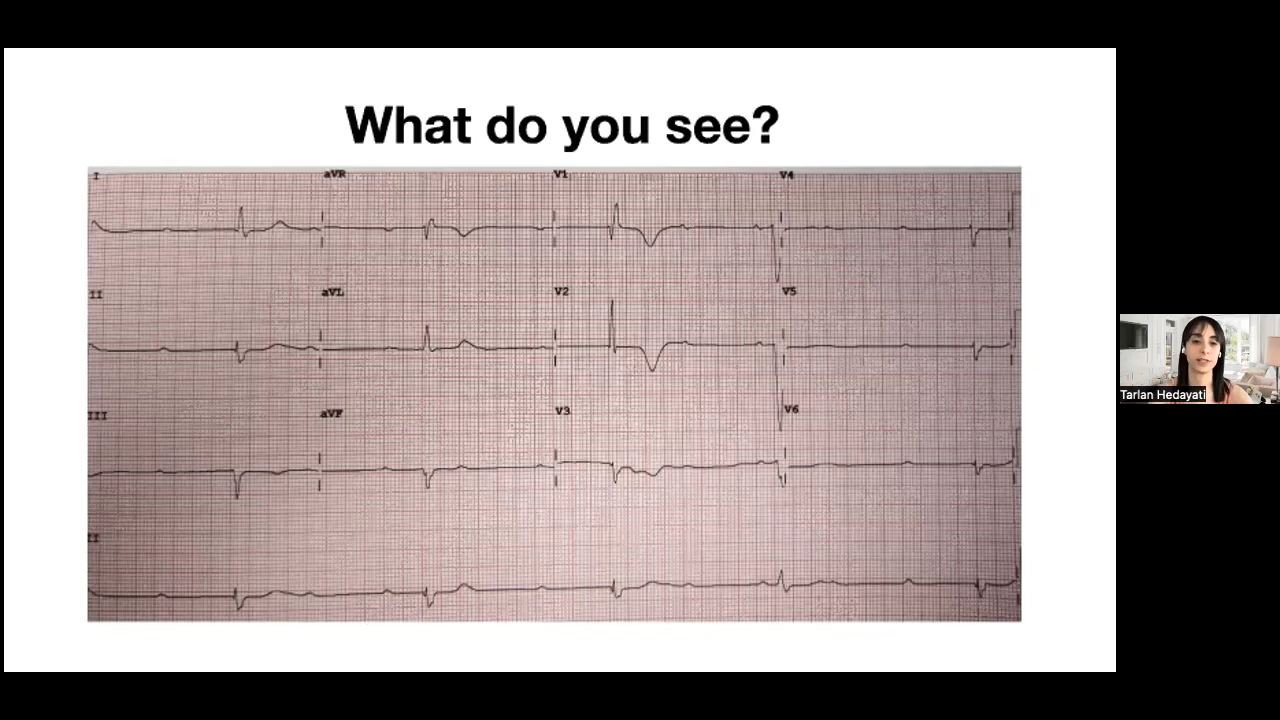 What do you see?
I aVR V1 V4
II aVL V2 V5
III aVF V3 V6
II
Tarlan Hedayati